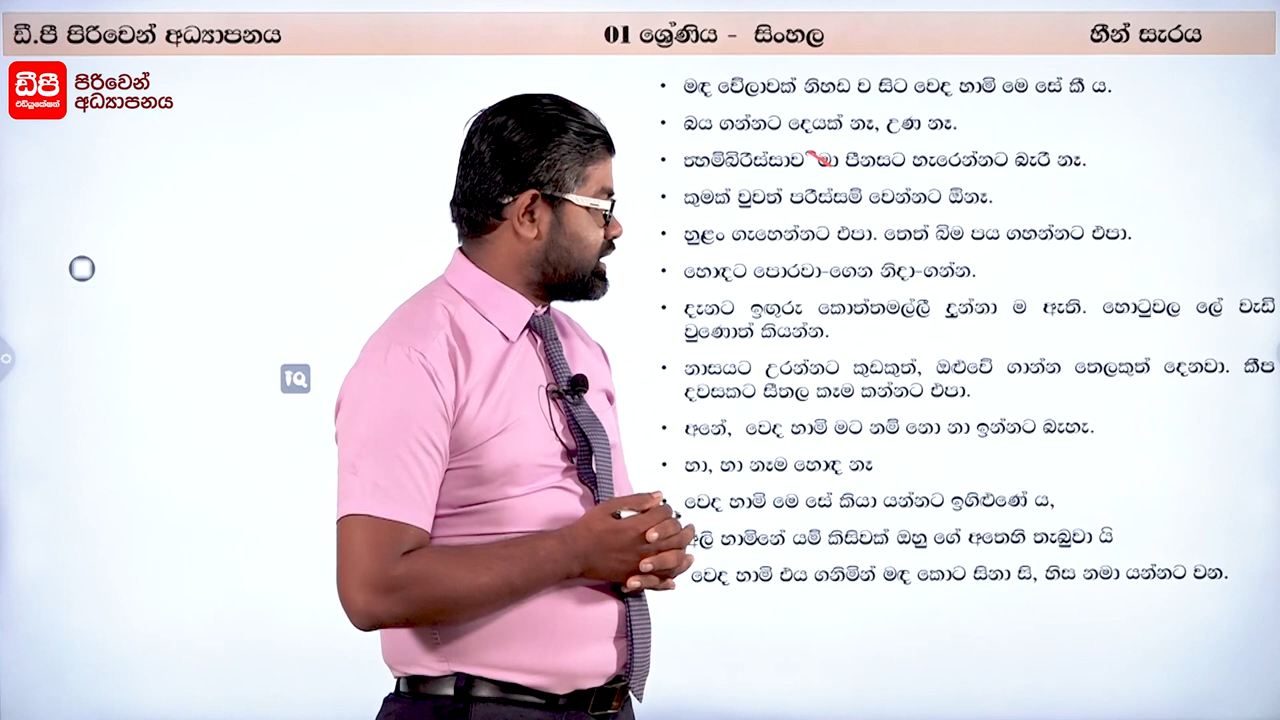 ඩී.පී පිරිවෙන් අධ්‍යාපනය
01 ශ්‍රේණිය - සිංහල
හීන් සැරය
ඩීපී
එඩියුකේෂන්
පිරිවෙන්
අධ්‍යාපනය
• මඳ වේලාවක් නිහඬ ව සිට වෙද හාමි මෙ සේ කී ය.
• බය ගන්නට දෙයක් නෑ, උණ නෑ.
• පීනසට හැරෙන්නට බැරි නෑ.
• කුමක් වුවත් පරිස්සම් වෙන්නට ඕනෑ.
• හුළං ගැහෙන්නට එපා. තෙත් බිම පය ගහන්නට එපා.
• හොඳට පොරවා-ගෙන නිදා-ගන්න.
• දැනට ඉඟුරු කොත්තමල්ලි දුන්නා ම ඇති. හොටුවල ලේ වැඩි
වුණොත් කියන්න.
• නාසයට උරන්නට කුඩකුත්, ඔළුවේ ගාන්න තෙලකුත් දෙනවා. කීප
දවසකට සීතල කෑම කන්නට එපා.
• අනේ, වෙද හාමි මට නම් නො නා ඉන්නට බැහැ.
• හා, හා නෑම හොඳ නෑ
වෙද හාමි මෙ සේ කියා යන්නට ඉගිළුණේ ය,
හාමිනේ යම් කිසිවක් ඔහු ගේ අතෙහි තැබුවා යි
වෙද හාමි එය ගනිමින් මඳ කොට සිනා සි, හිස නමා යන්නට වන.